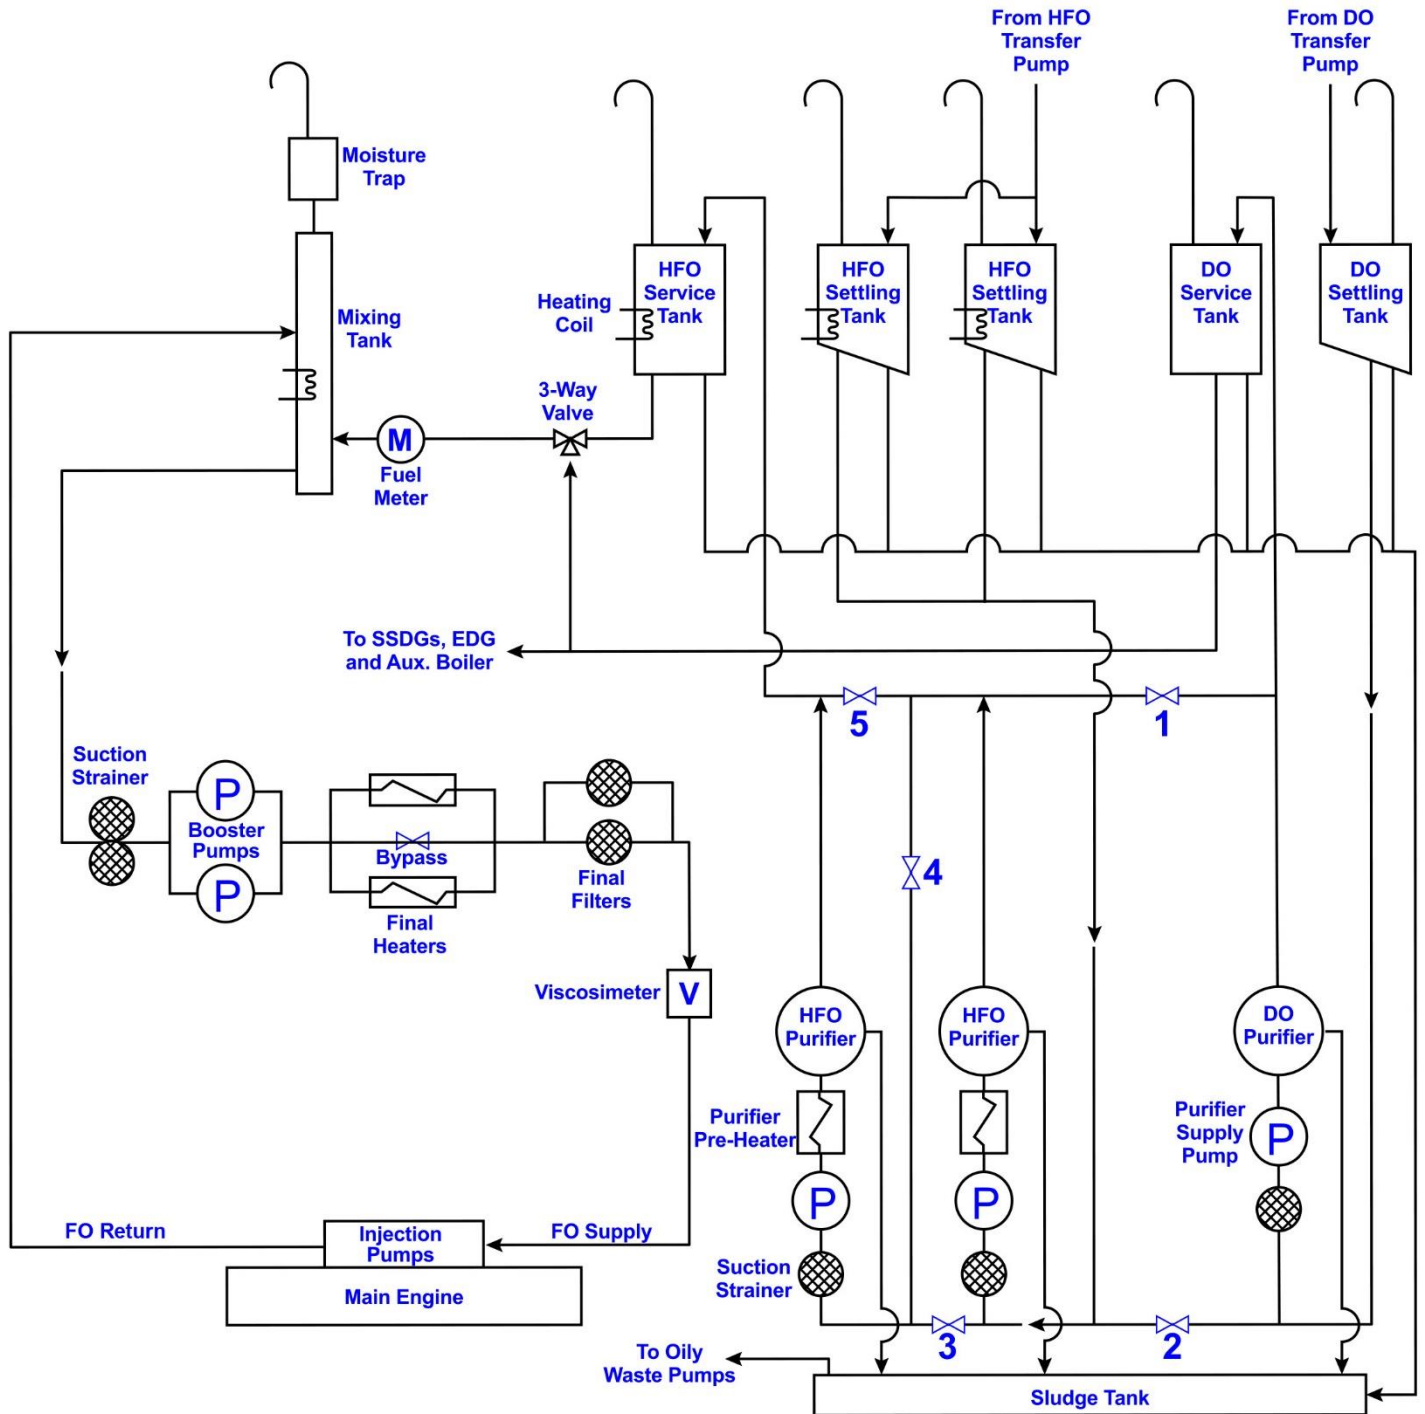 From HFO
Transfer
Pump
From DO
Transfer
Pump
Moisture
Trap
HFO
Service
Tank
HFO
Settling
Tank
HFO
Settling
Tank
DO
Service
Tank
DO
Settling
Tank
Heating
Coil
Mixing
Tank
3-Way
Valve
M
Fuel
Meter
To SSDGs, EDG
and Aux. Boiler
5
1
Suction
Strainer
P
Booster
Pumps
P
Bypass
Final
Heaters
Final
Filters
4
Viscosimeter
V
HFO
Purifier
HFO
Purifier
DO
Purifier
Purifier
Pre-Heater
Purifier
Supply
Pump
P
P
P
FO Return
Injection
Pumps
FO Supply
Suction
Strainer
Main Engine
3
2
To Oily
Waste Pumps
Sludge Tank